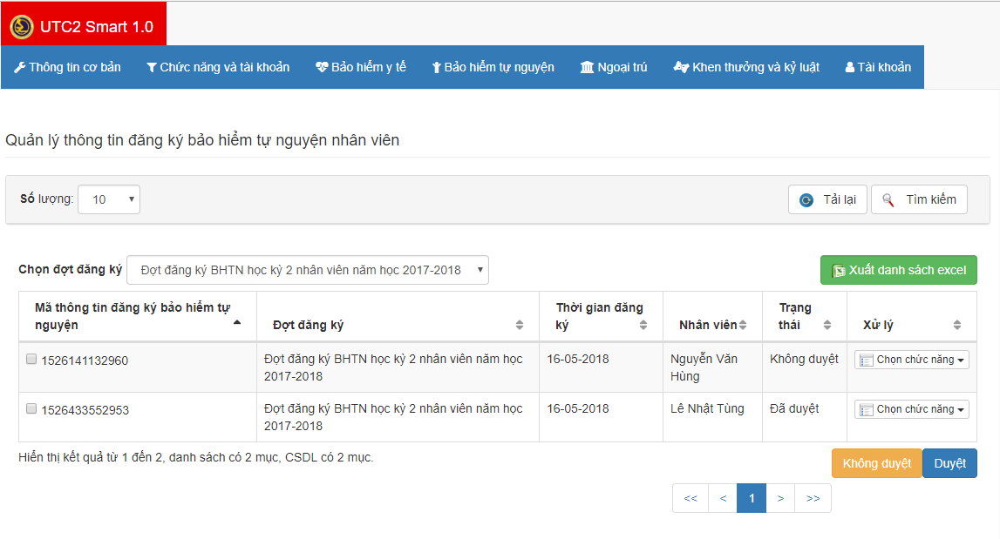 UTC2 Smart 1.0
Thông tin cơ bản Chức năng và tài khoản Bảo hiểm y tế Bảo hiểm tự nguyện Ngoại trú Khen thưởng và kỷ luật Tài khoản
Quản lý thông tin đăng ký bảo hiểm tự nguyện nhân viên
Số lượng: 10 Tải lại Tìm kiếm
Chọn đợt đăng ký Đợt đăng ký BHTN học kỳ 2 nhân viên năm học 2017-2018 Xuất danh sách excel
Mã thông tin đăng ký bảo hiểm tự
nguyện
Đợt đăng ký
Thời gian đăng
ký
Nhân viên
Trạng
thái
Xử lý
1526141132960
Đợt đăng ký BHTN học kỳ 2 nhân viên năm học
2017-2018
16-05-2018
Nguyễn Văn
Hùng
Không duyệt
Chọn chức năng
1526433552953
Đợt đăng ký BHTN học kỳ 2 nhân viên năm học
2017-2018
16-05-2018
Lê Nhật Tùng
Đã duyệt
Chọn chức năng
Hiển thị kết quả từ 1 đến 2, danh sách có 2 mục, CSDL có 2 mục.
Không duyệt Duyệt
<< < 1 > >>